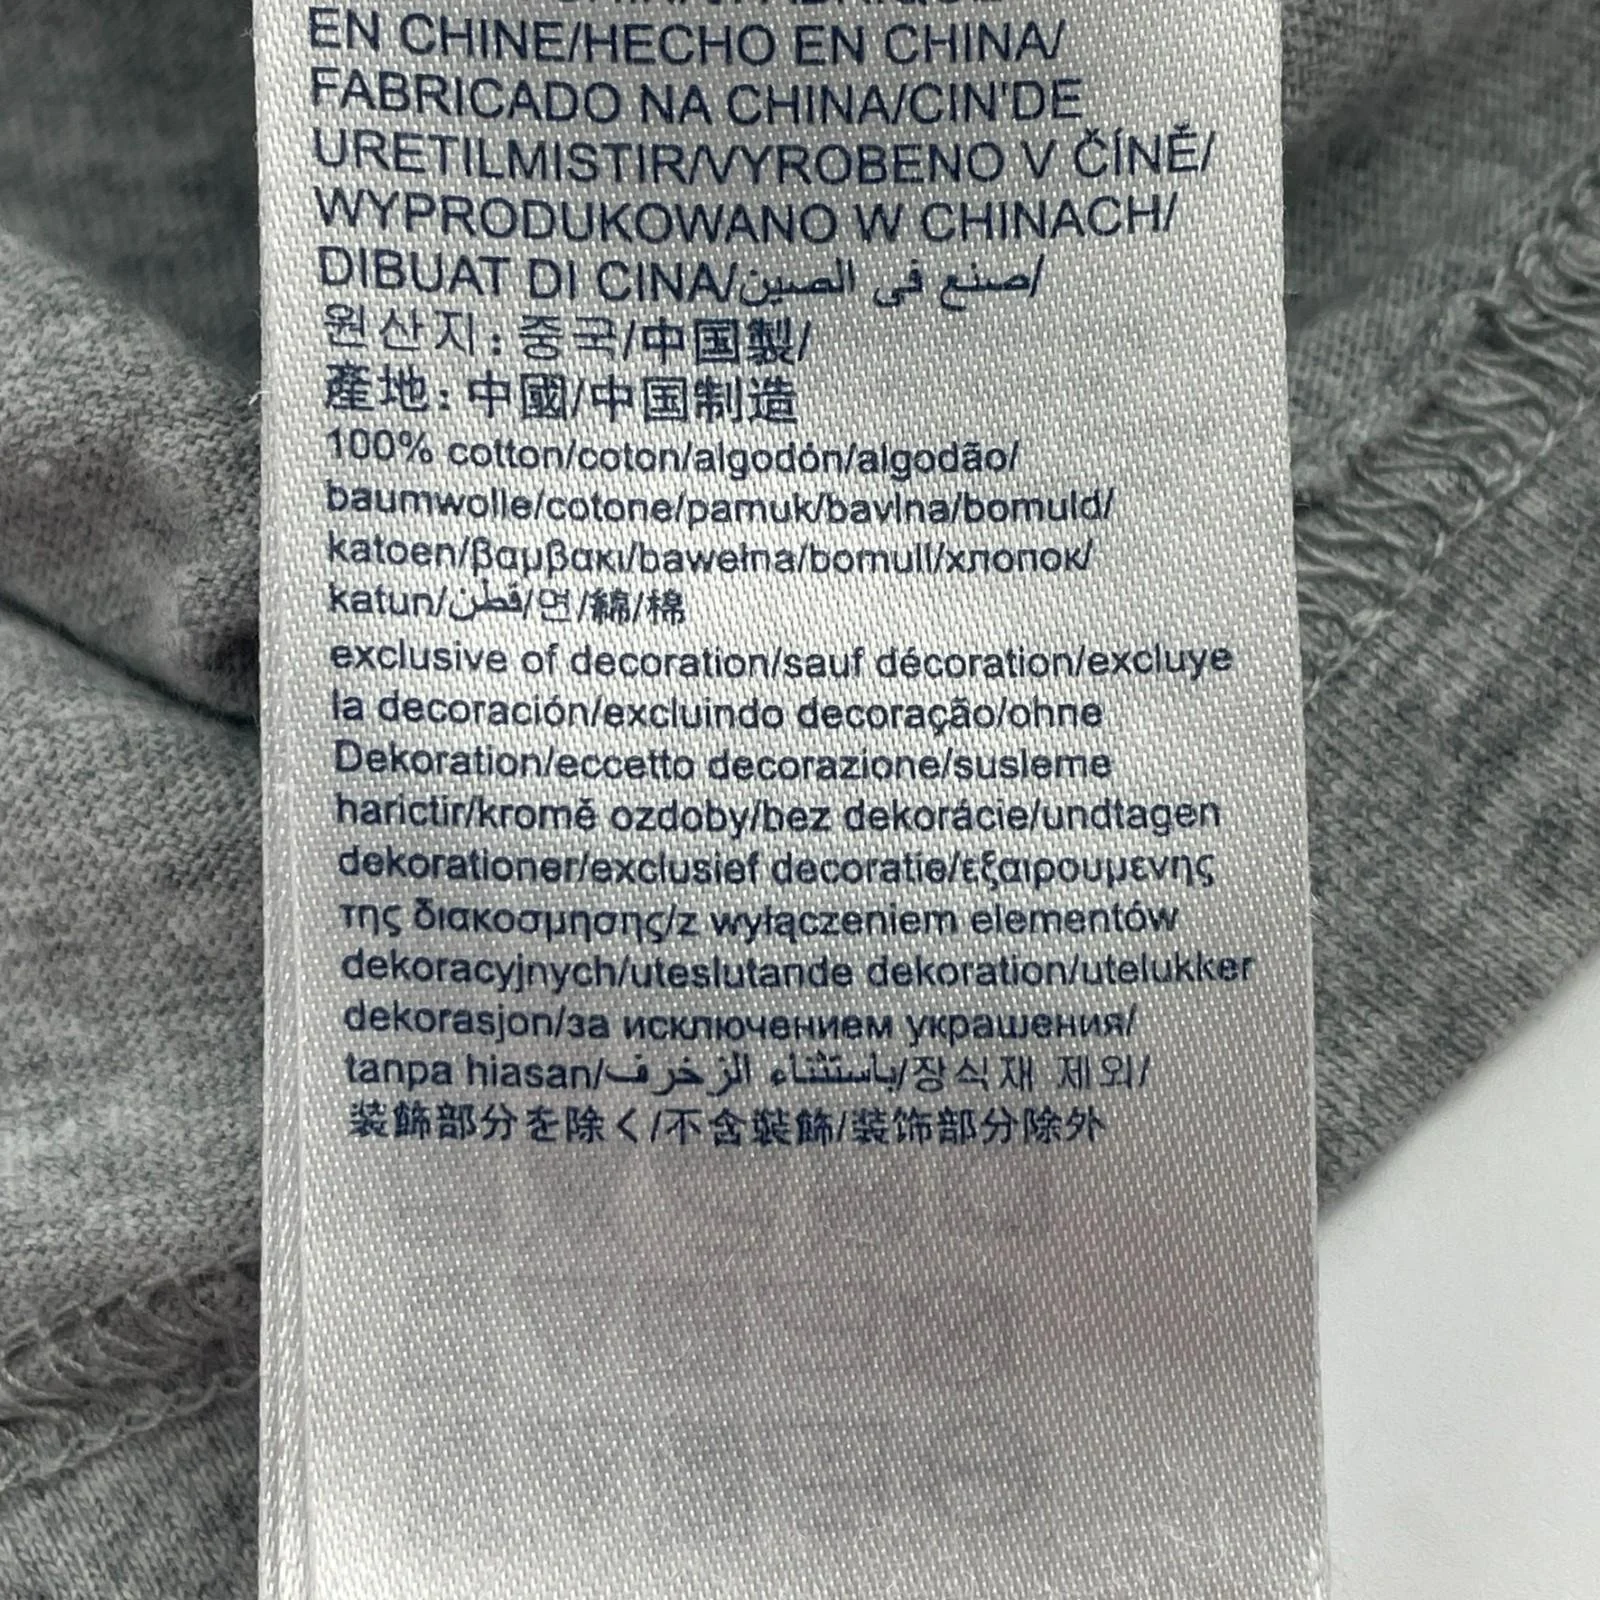 EN CHINE/HECHO EN CHINA/
FABRICADO NA CHINA/CIN'DE
URETILMISTIR/VYROBENO V ČÍNĚ/
WYPRODUKOWANO W CHINACH/
DIBUAT DI CINA/صنع في الصين/
원산지: 중국/中国製/
產地: 中國/中国制造
100% cotton/coton/algodón/algodão/
baumwolle/cotone/pamuk/bavlna/bomuld/
katoen/βαμβακι/bawełna/bomull/хлопок/
katun/قطن/면/綿/棉
exclusive of decoration/sauf décoration/excluye
la decoración/excluindo decoração/ohne
Dekoration/eccetto decorazione/susleme
harictir/kromě ozdoby/bez dekorácie/undtagen
dekorationer/exclusief decoratie/εξαιρουμενης
της διακοσμησης/z wyłączeniem elementów
dekoracyjnych/uteslutande dekoration/utelukker
dekorasjon/за исключением украшения/
tanpa hiasan/باستثناء الزخرف/장식재 제외/
装飾部分を除く/不含裝飾/装饰部分除外